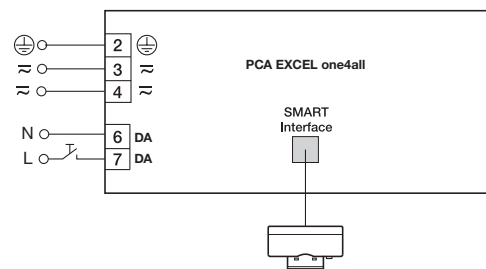 2
3
PCA EXCEL one4all
4
SMART
Interface
N
6 DA
L
7 DA